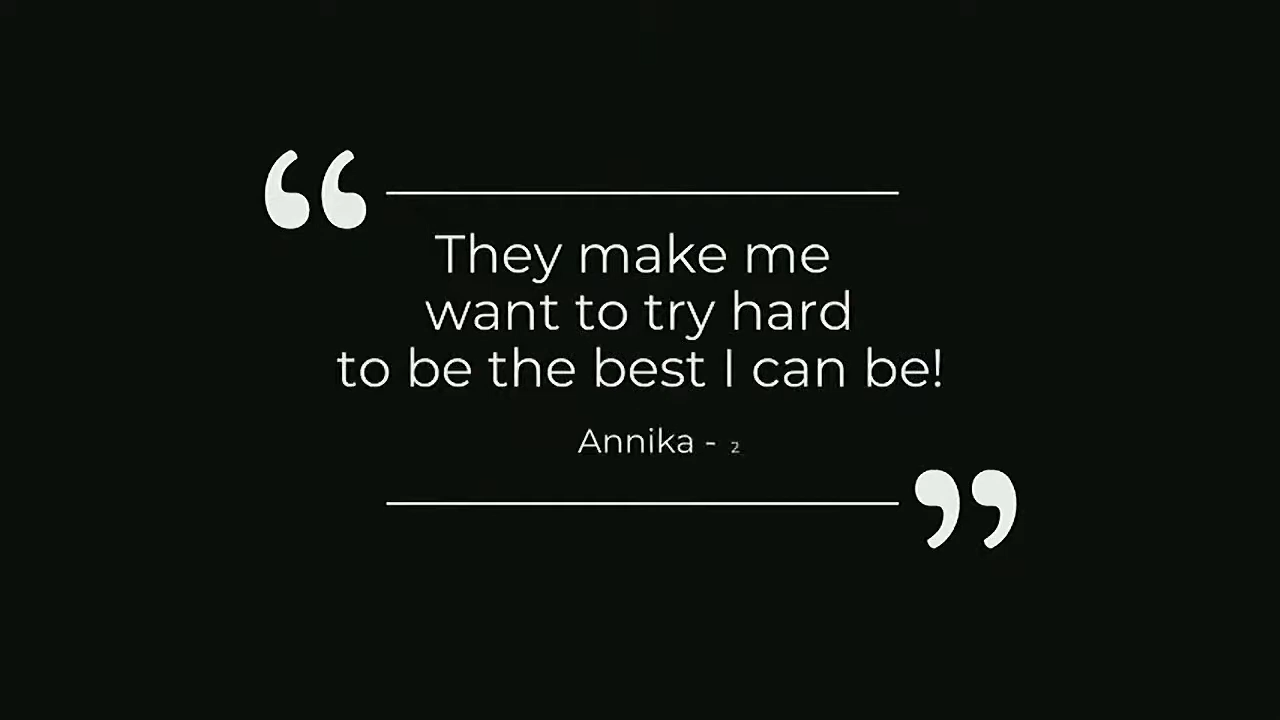 “
They make me
want to try hard
to be the best I can be!
Annika - 2
”